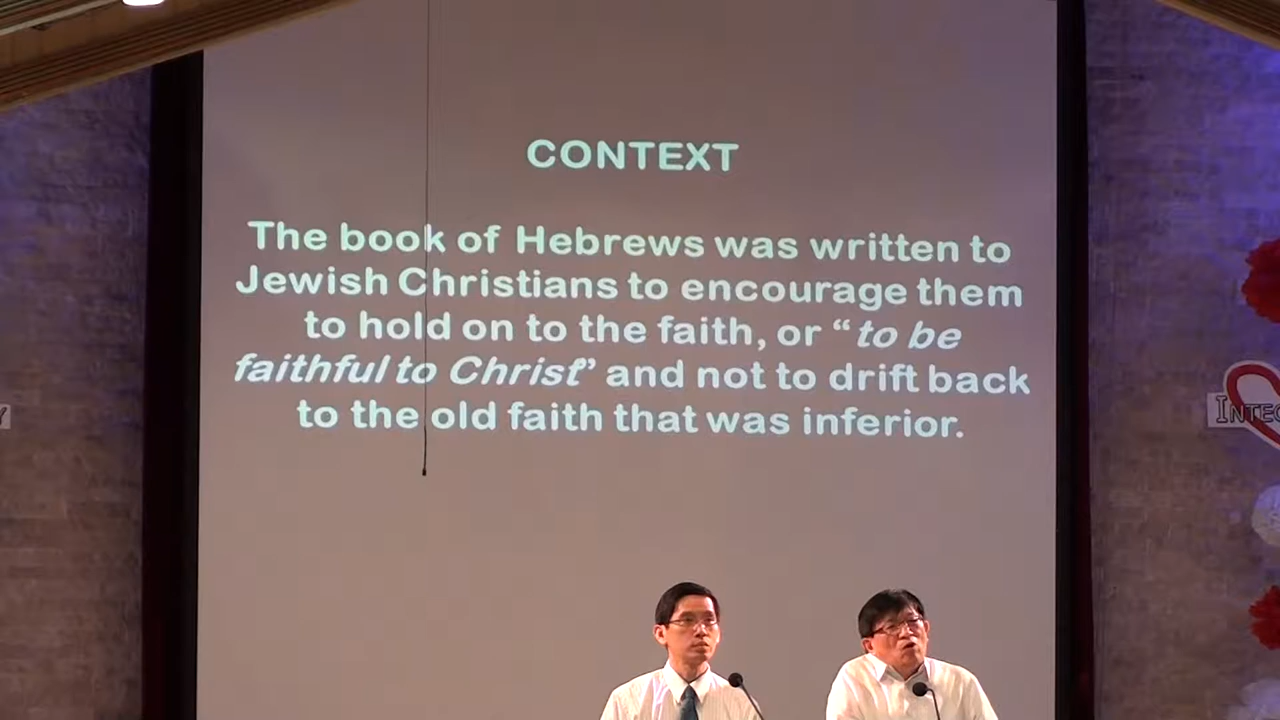 CONTEXT
The book of Hebrews was written to
Jewish Christians to encourage them
to hold on to the faith, or “ to be
faithful to Christ” and not to drift back
to the old faith that was inferior.